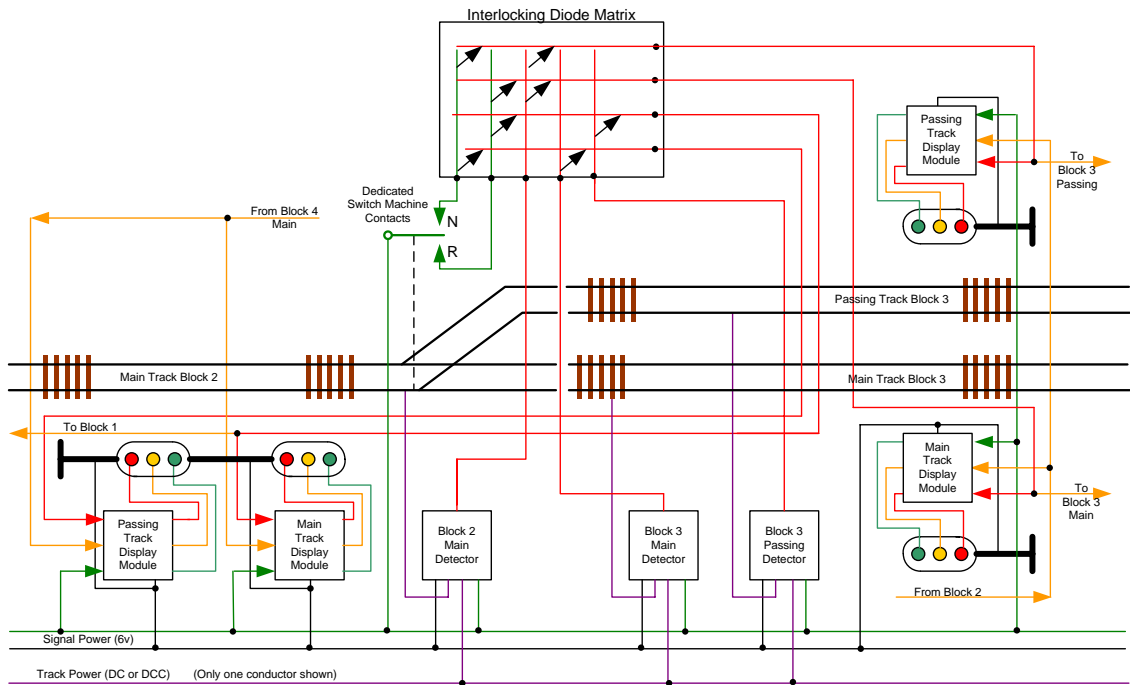 Interlocking Diode Matrix
Passing
Track
Display
Module
To
Block 3
Passing
Dedicated
Switch Machine
Contacts
N
R
From Block 4
Main
Passing Track Block 3
Main Track Block 2
Main Track Block 3
To Block 1
Main
Track
Display
Module
To
Block 3
Main
Passing
Track
Display
Module
Main
Track
Display
Module
Block 2
Main
Detector
Block 3
Main
Detector
Block 3
Passing
Detector
From Block 2
Signal Power (6v)
Track Power (DC or DCC) (Only one conductor shown)